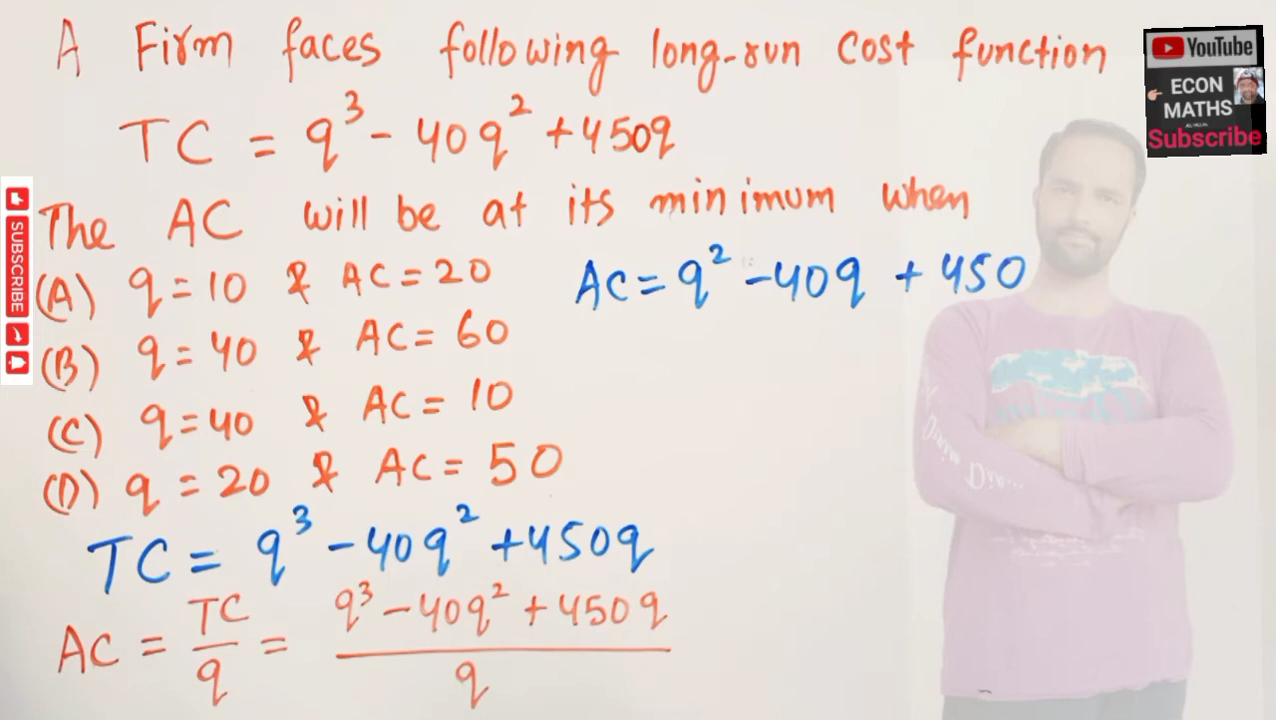 A Firm faces following long-run cost function
TC = q³ - 40q² + 450q
The AC will be at its minimum when
(A) q = 10 & AC = 20
(B) q = 40 & AC = 60
(C) q = 40 & AC = 10
(D) q = 20 & AC = 50
AC = q² - 40q + 450
TC = q³ - 40q² + 450q
AC = TC/q = q³ - 40q² + 450q / q
YouTube
ECON
MATHS
Subscribe
SUBSCRIBE